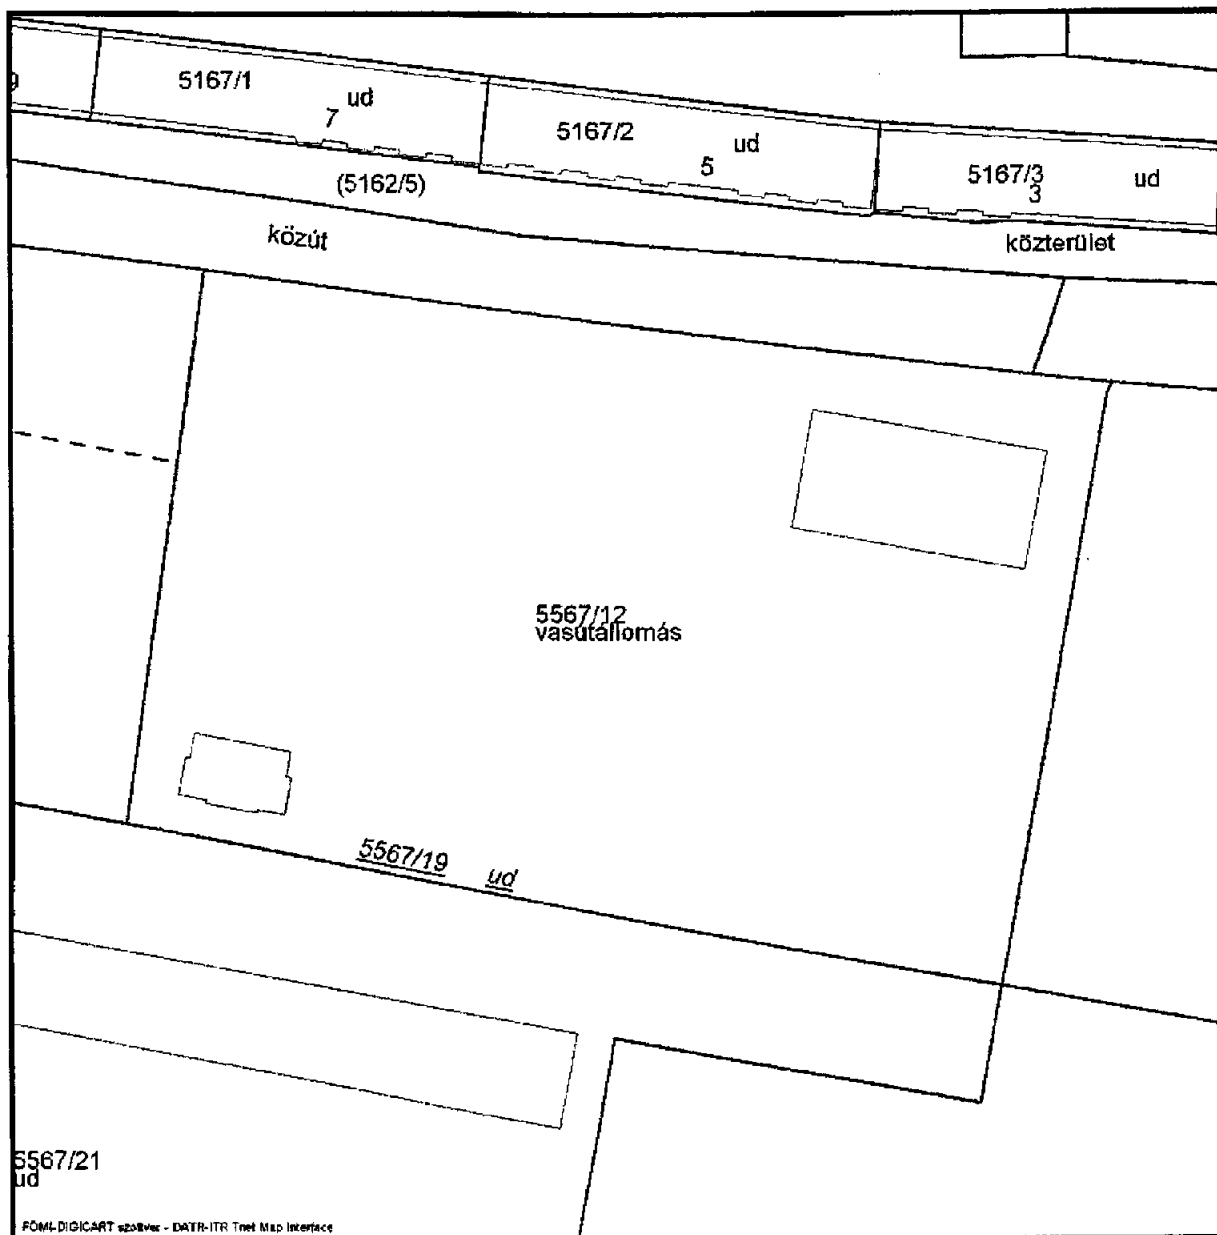 9
5167/1
ud
7
5167/2
ud
5
5167/3
3
ud
(5162/5)
közút
közterület
5567/12
vasútállomás
5567/19 ud
5567/21
ud
FÖMI-DIGICART szoftver - DATR-ITR Tnet Map Interface